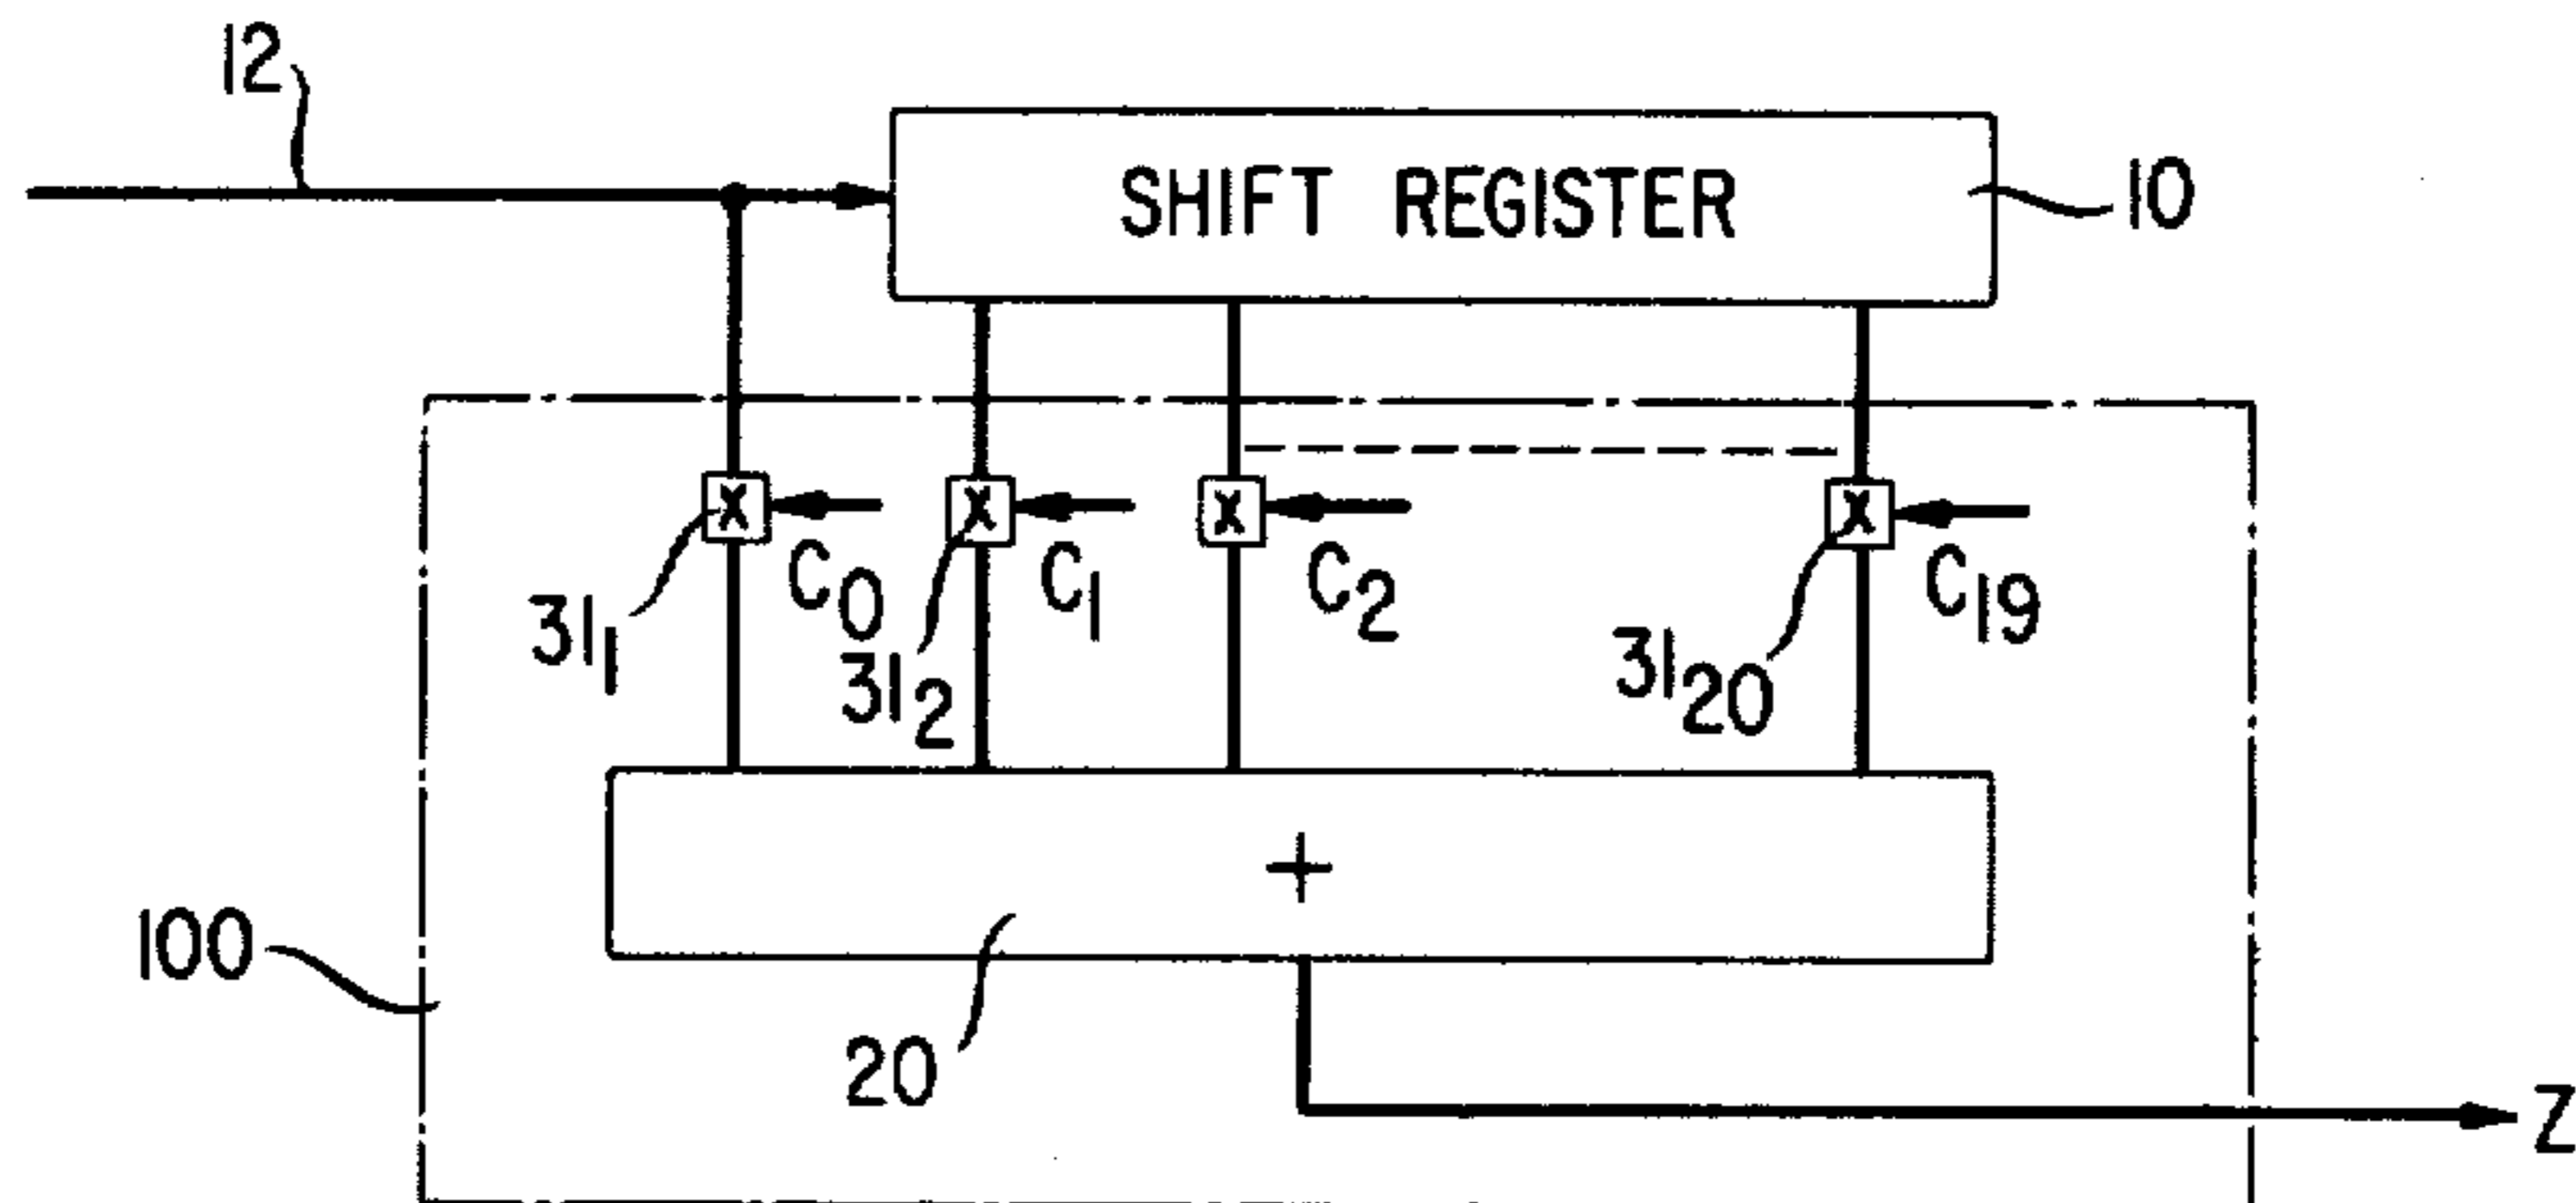 12
SHIFT REGISTER
10
X
X
X
X
C₀
C₁
C₂
C₁₉
31₁
31₂
31₂₀
+
100
20
Z